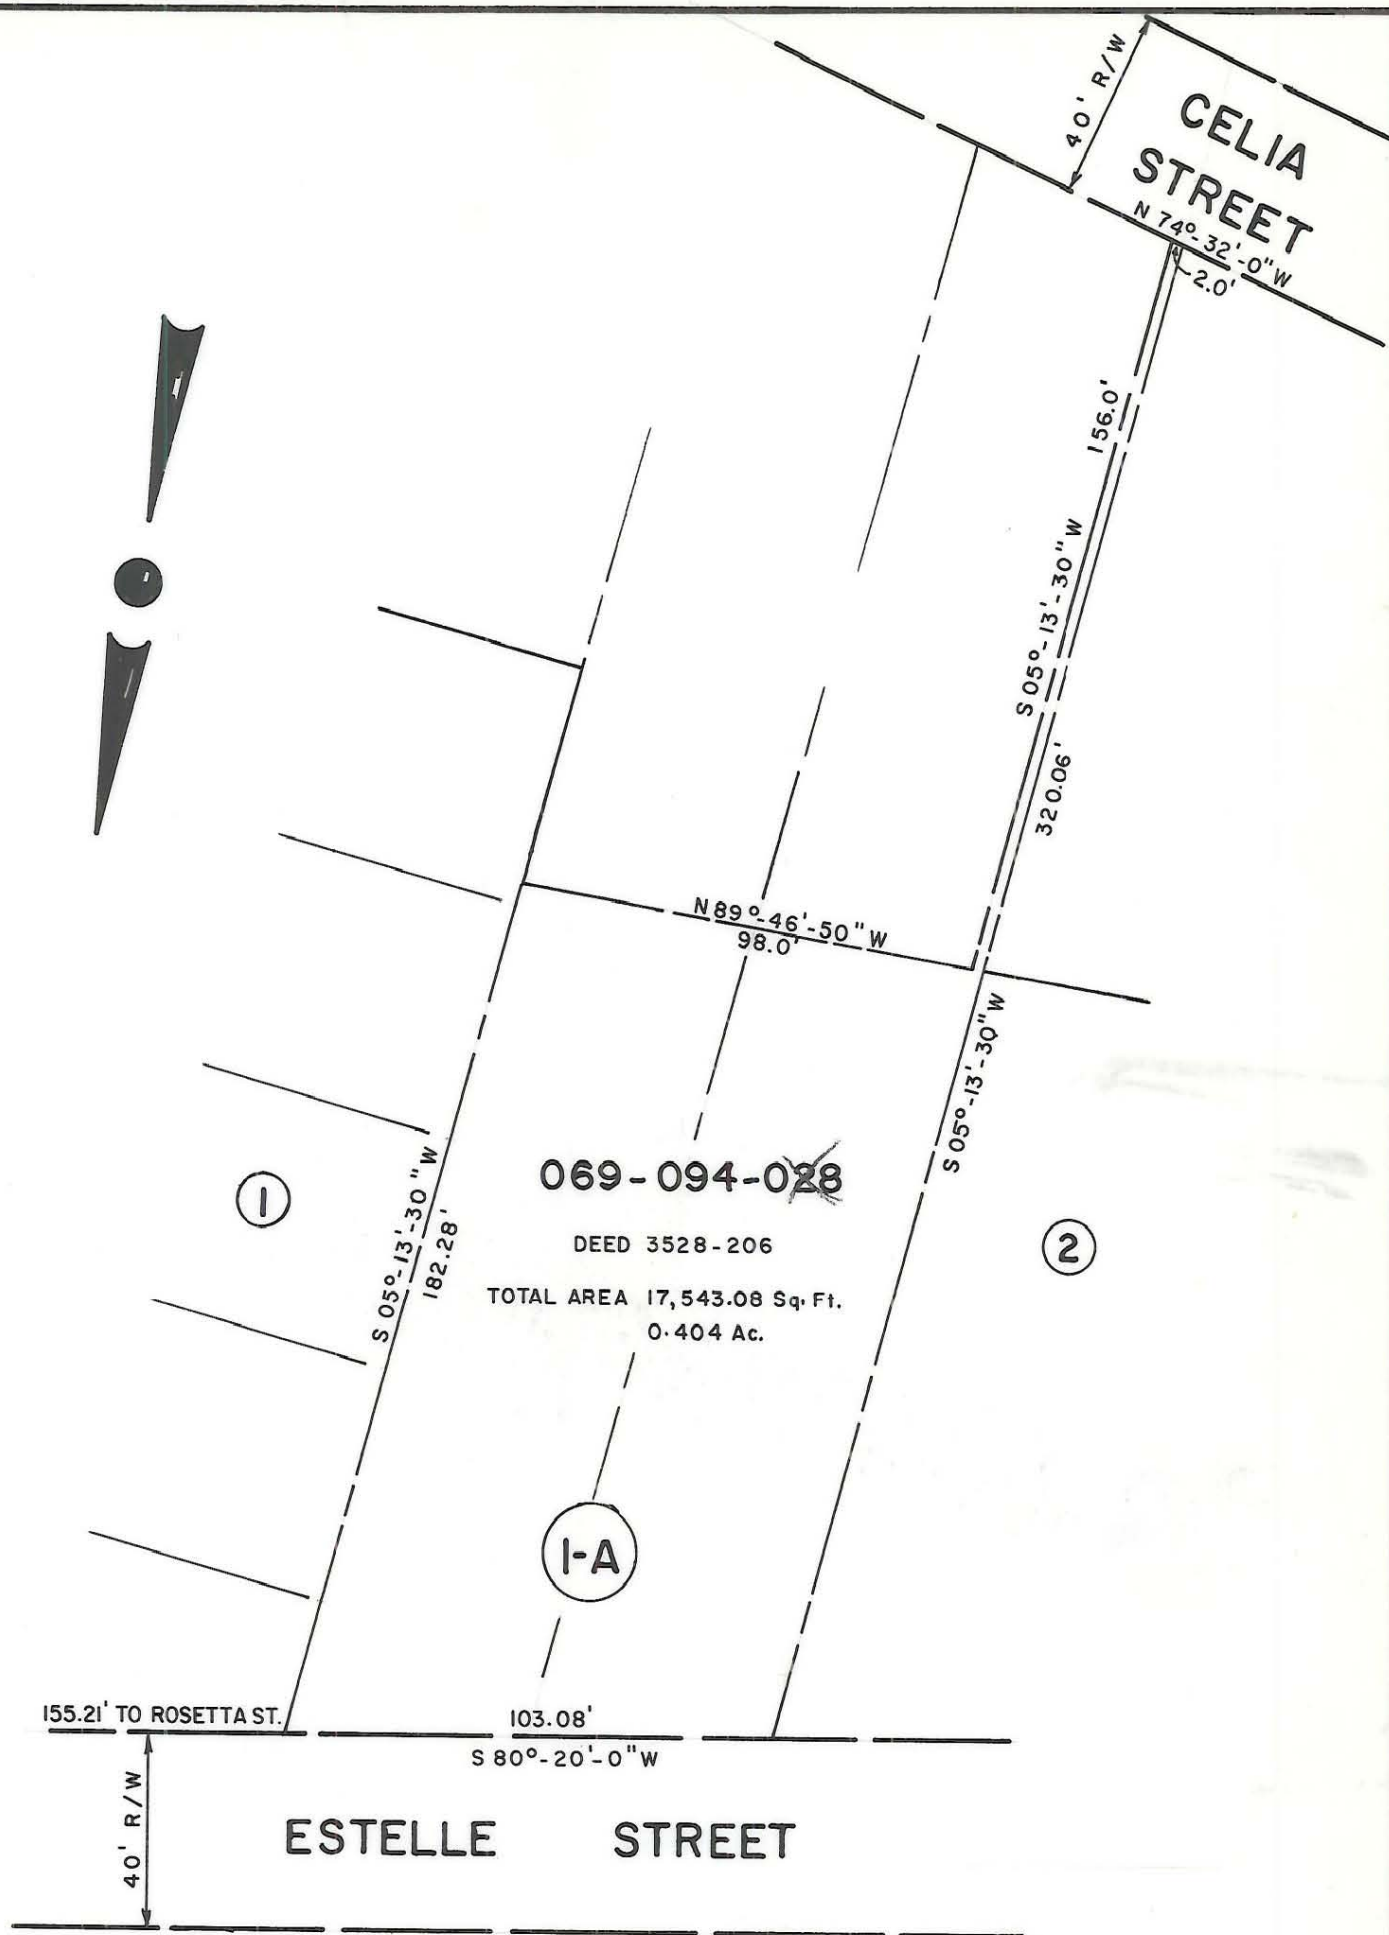 40' R/W
CELIA
STREET
N 74°-32'-0" W
2.0'
156.0'
S 05°-13'-30" W
320.06'
N 89°-46'-50" W
98.0'
S 05°-13'-30" W
S 05°-13'-30" W
182.28'
069-094-028
1
DEED 3528-206
2
TOTAL AREA 17,543.08 Sq. Ft.
0.404 Ac.
1-A
155.21' TO ROSETTA ST.
103.08'
S 80°-20'-0" W
40' R/W
ESTELLE STREET